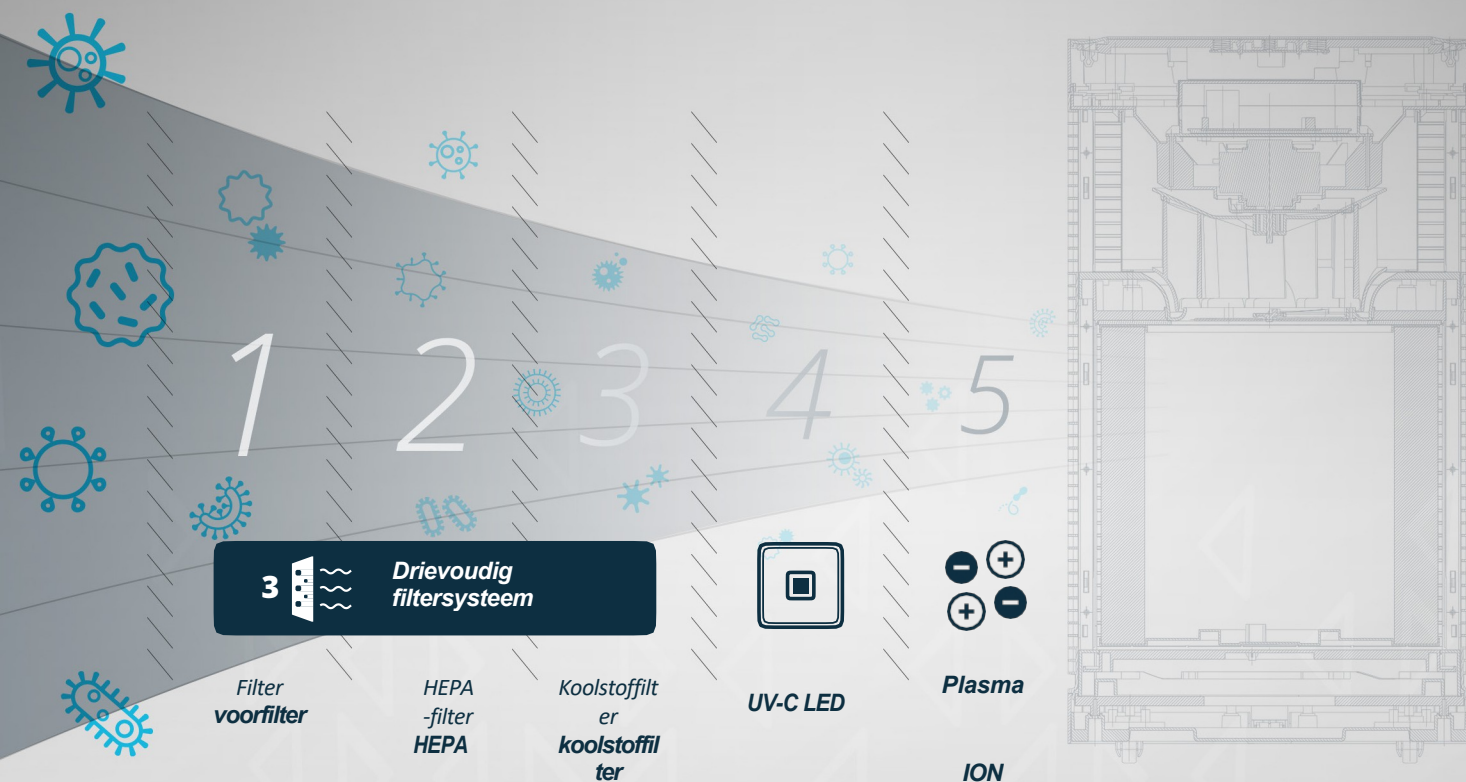 1
2
3
4
5
3
Drievoudig
filtersysteem
Filter
voorfilter
HEPA
-filter
HEPA
Koolstoffilt
er
koolstoffil
ter
UV-C LED
Plasma
ION